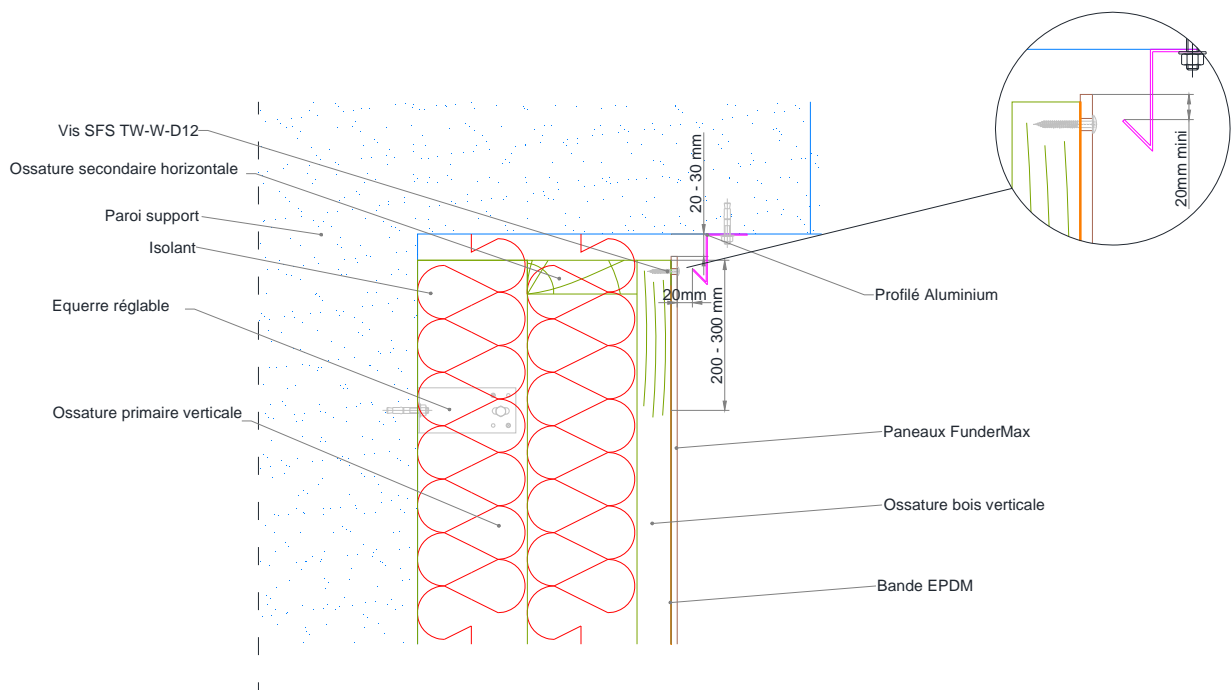 Vis SFS TW-W-D12
Ossature secondaire horizontale
Paroi support
Isolant
Equerre réglable
Ossature primaire verticale
20 - 30 mm
20mm
200 - 300 mm
20mm mini
Profilé Aluminium
Paneaux FunderMax
Ossature bois verticale
Bande EPDM